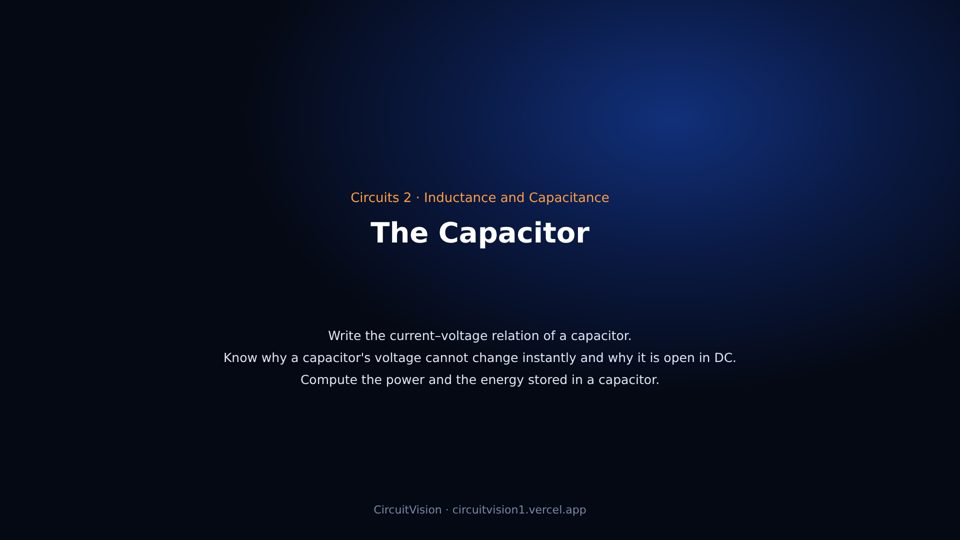 Circuits 2 · Inductance and Capacitance
The Capacitor
Write the current–voltage relation of a capacitor.
Know why a capacitor's voltage cannot change instantly and why it is open in DC.
Compute the power and the energy stored in a capacitor.
CircuitVision · circuitvision1.vercel.app